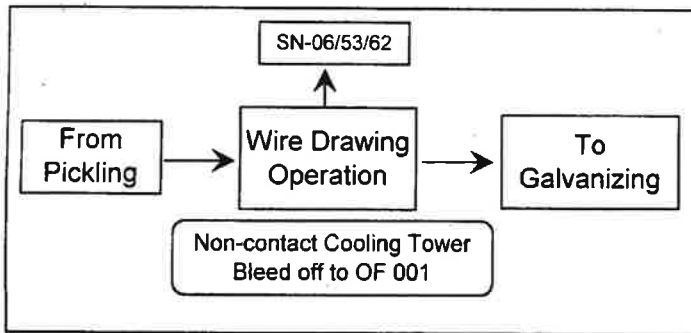 SN-06/53/62
From
Pickling
Wire Drawing
Operation
To
Galvanizing
Non-contact Cooling Tower
Bleed off to OF 001